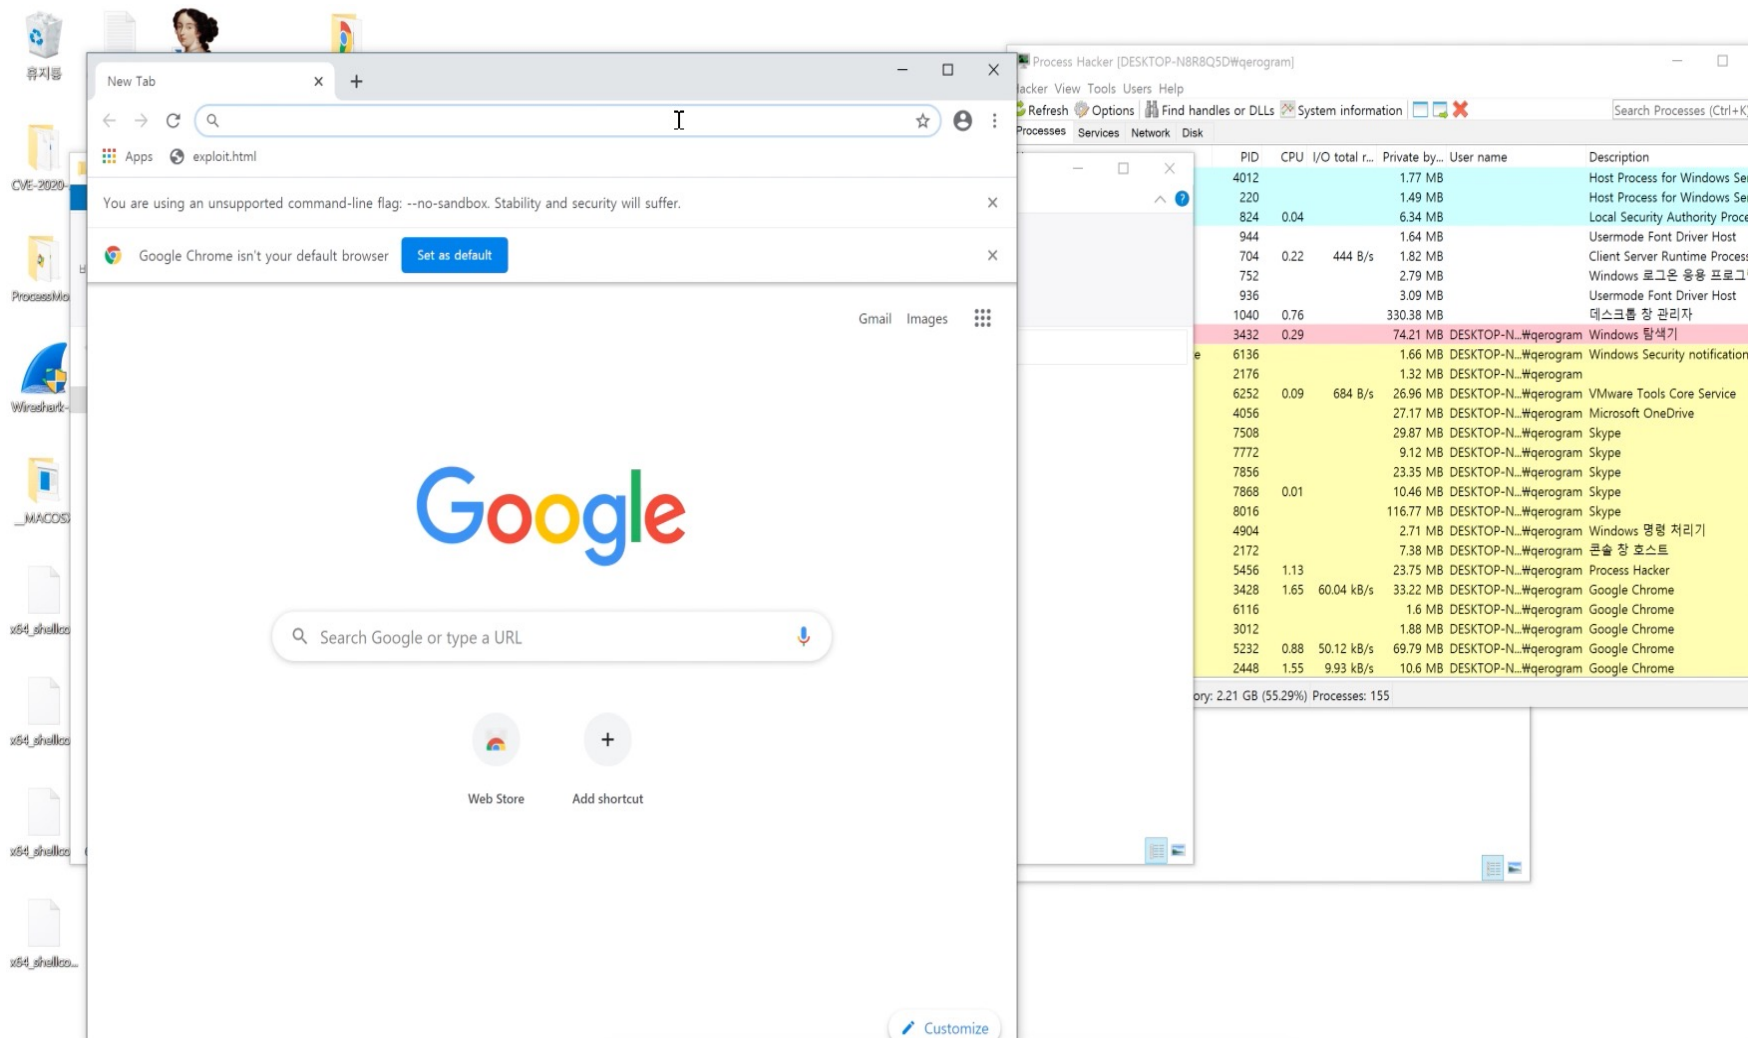 휴지통
CVE-2020-
ProcessMo
Wireshark-
__MACOSX
x64_shellco
x64_shellco
x64_shellco
x64_shellco...
New Tab
Apps
exploit.html
You are using an unsupported command-line flag: --no-sandbox. Stability and security will suffer.
Google Chrome isn't your default browser
Set as default
Gmail Images
Google
Search Google or type a URL
Web Store
Add shortcut
Customize
Process Hacker [DESKTOP-N8R8Q5D₩qerogram]
acker View Tools Users Help
Refresh Options Find handles or DLLs System information Search Processes (Ctrl+K
Processes Services Network Disk
PID CPU I/O total r... Private by... User name Description
4012 1.77 MB Host Process for Windows Se
220 1.49 MB Host Process for Windows Se
824 0.04 6.34 MB Local Security Authority Proce
944 1.64 MB Usermode Font Driver Host
704 0.22 444 B/s 1.82 MB Client Server Runtime Process
752 2.79 MB Windows 로그온 응용 프로그
936 3.09 MB Usermode Font Driver Host
1040 0.76 330.38 MB 데스크톱 창 관리자
3432 0.29 74.21 MB DESKTOP-N...₩qerogram Windows 탐색기
e 6136 1.66 MB DESKTOP-N...₩qerogram Windows Security notification
2176 1.32 MB DESKTOP-N...₩qerogram
6252 0.09 684 B/s 26.96 MB DESKTOP-N...₩qerogram VMware Tools Core Service
4056 27.17 MB DESKTOP-N...₩qerogram Microsoft OneDrive
7508 29.87 MB DESKTOP-N...₩qerogram Skype
7772 9.12 MB DESKTOP-N...₩qerogram Skype
7856 23.35 MB DESKTOP-N...₩qerogram Skype
7868 0.01 10.46 MB DESKTOP-N...₩qerogram Skype
8016 116.77 MB DESKTOP-N...₩qerogram Skype
4904 2.71 MB DESKTOP-N...₩qerogram Windows 명령 처리기
2172 7.38 MB DESKTOP-N...₩qerogram 콘솔 창 호스트
5456 1.13 23.75 MB DESKTOP-N...₩qerogram Process Hacker
3428 1.65 60.04 kB/s 33.22 MB DESKTOP-N...₩qerogram Google Chrome
6116 1.6 MB DESKTOP-N...₩qerogram Google Chrome
3012 1.88 MB DESKTOP-N...₩qerogram Google Chrome
5232 0.88 50.12 kB/s 69.79 MB DESKTOP-N...₩qerogram Google Chrome
2448 1.55 9.93 kB/s 10.6 MB DESKTOP-N...₩qerogram Google Chrome
ory: 2.21 GB (55.29%) Processes: 155